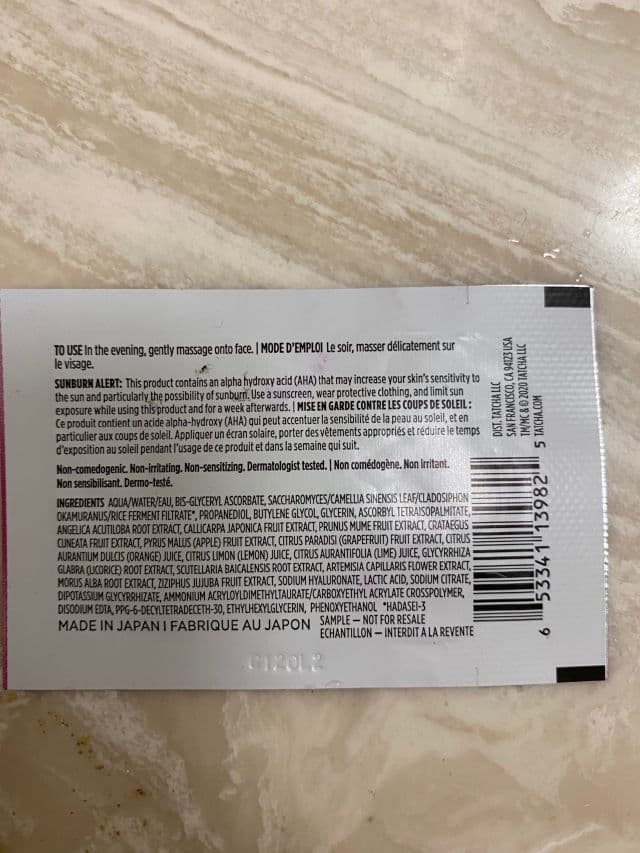 TO USE In the evening, gently massage onto face. | MODE D'EMPLOI Le soir, masser délicatement sur
le visage.
SUNBURN ALERT: This product contains an alpha hydroxy acid (AHA) that may increase your skin's sensitivity to
the sun and particularly the possibility of sunburn. Use a sunscreen, wear protective clothing, and limit sun
exposure while using this product and for a week afterwards. | MISE EN GARDE CONTRE LES COUPS DE SOLEIL :
Ce produit contient un acide alpha-hydroxy (AHA) qui peut accentuer la sensibilité de la peau au soleil, et en
particulier aux coups de soleil. Appliquer un écran solaire, porter des vêtements appropriés et réduire le temps
d'exposition au soleil pendant l'usage de ce produit et dans la semaine qui suit.
Non-comedogenic. Non-irritating. Non-sensitizing. Dermatologist tested. | Non comédogène. Non irritant.
Non sensibilisant. Dermo-testé.
INGREDIENTS AQUA/WATER/EAU, BIS-GLYCERYL ASCORBATE, SACCHAROMYCES/CAMELLIA SINENSIS LEAF/CLADOSIPHON
OKAMURANUS/RICE FERMENT FILTRATE*, PROPANEDIOL, BUTYLENE GLYCOL, GLYCERIN, ASCORBYL TETRAISOPALMITATE,
ANGELICA ACUTILOBA ROOT EXTRACT, CALLICARPA JAPONICA FRUIT EXTRACT, PRUNUS MUME FRUIT EXTRACT, CRATAEGUS
CUNEATA FRUIT EXTRACT, PYRUS MALUS (APPLE) FRUIT EXTRACT, CITRUS PARADISI (GRAPEFRUIT) FRUIT EXTRACT, CITRUS
AURANTIUM DULCIS (ORANGE) JUICE, CITRUS LIMON (LEMON) JUICE, CITRUS AURANTIFOLIA (LIME) JUICE, GLYCYRRHIZA
GLABRA (LICORICE) ROOT EXTRACT, SCUTELLARIA BAICALENSIS ROOT EXTRACT, ARTEMISIA CAPILLARIS FLOWER EXTRACT,
MORUS ALBA ROOT EXTRACT, ZIZIPHUS JUJUBA FRUIT EXTRACT, SODIUM HYALURONATE, LACTIC ACID, SODIUM CITRATE,
DIPOTASSIUM GLYCYRRHIZATE, AMMONIUM ACRYLOYLDIMETHYLTAURATE/CARBOXYETHYL ACRYLATE CROSSPOLYMER,
DISODIUM EDTA, PPG-6-DECYLTETRADECETH-30, ETHYLHEXYLGLYCERIN, PHENOXYETHANOL *HADASEI-3
MADE IN JAPAN I FABRIQUE AU JAPON
SAMPLE — NOT FOR RESALE
ECHANTILLON — INTERDIT A LA REVENTE
DIST. TATCHA LLC
SAN FRANCISCO, CA 94123 USA
TM/MC & © 2020 TATCHA LLC
TATCHA.COM
6 53341 13982 5